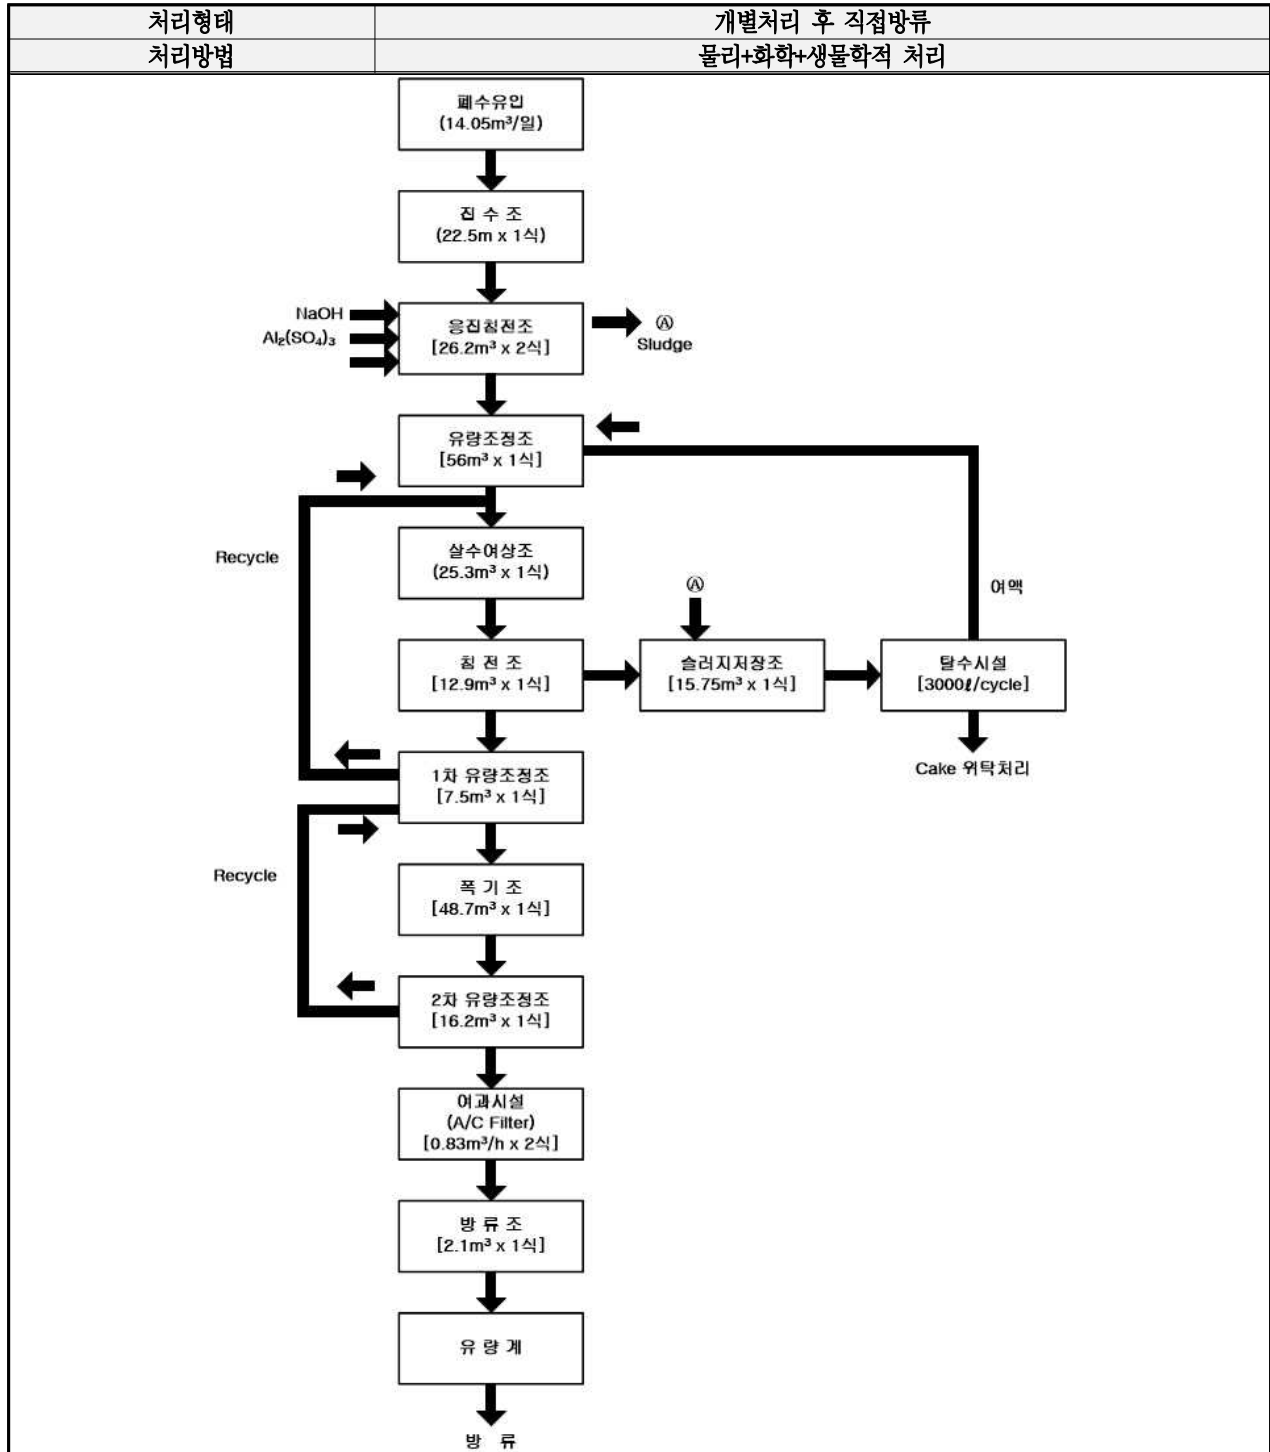 처리형태 개별처리 후 직접방류
처리방법 물리+화학+생물학적 처리
폐수유입
(14.05m³/일)
집 수 조
(22.5m x 1식)
NaOH
Al₂(SO₄)₃
응집침전조
[26.2m³ x 2식]
Ⓐ
Sludge
유량조정조
[56m³ x 1식]
Recycle
살수여상조
(25.3m³ x 1식)
Ⓐ
여액
침 전 조
[12.9m³ x 1식]
슬러지저장조
[15.75m³ x 1식]
탈수시설
[3000ℓ/cycle]
Cake 위탁처리
1차 유량조정조
[7.5m³ x 1식]
Recycle
폭 기 조
[48.7m³ x 1식]
2차 유량조정조
[16.2m³ x 1식]
여과시설
(A/C Filter)
[0.83m³/h x 2식]
방 류 조
[2.1m³ x 1식]
유 량 계
방 류